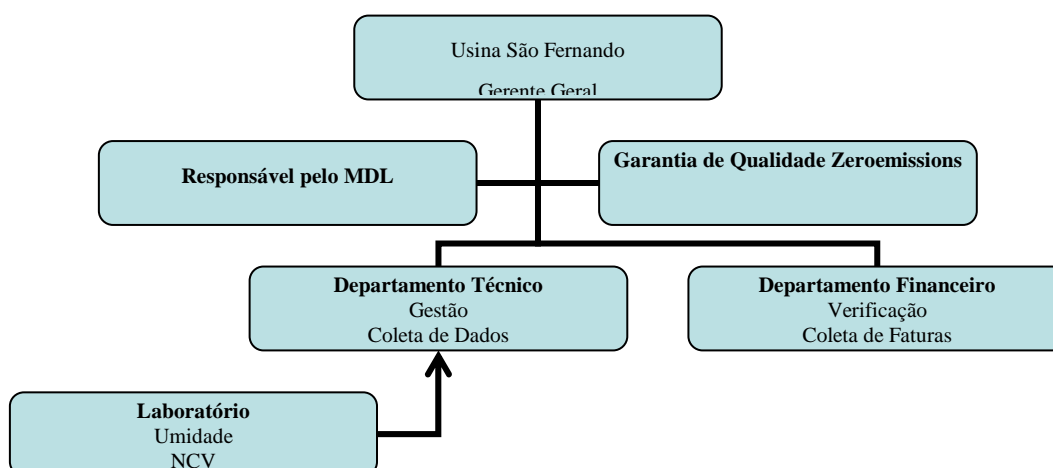 Usina São Fernando
Gerente Geral
Responsável pelo MDL
Garantia de Qualidade Zeroemissions
Departamento Técnico
Gestão
Coleta de Dados
Departamento Financeiro
Verificação
Coleta de Faturas
Laboratório
Umidade
NCV